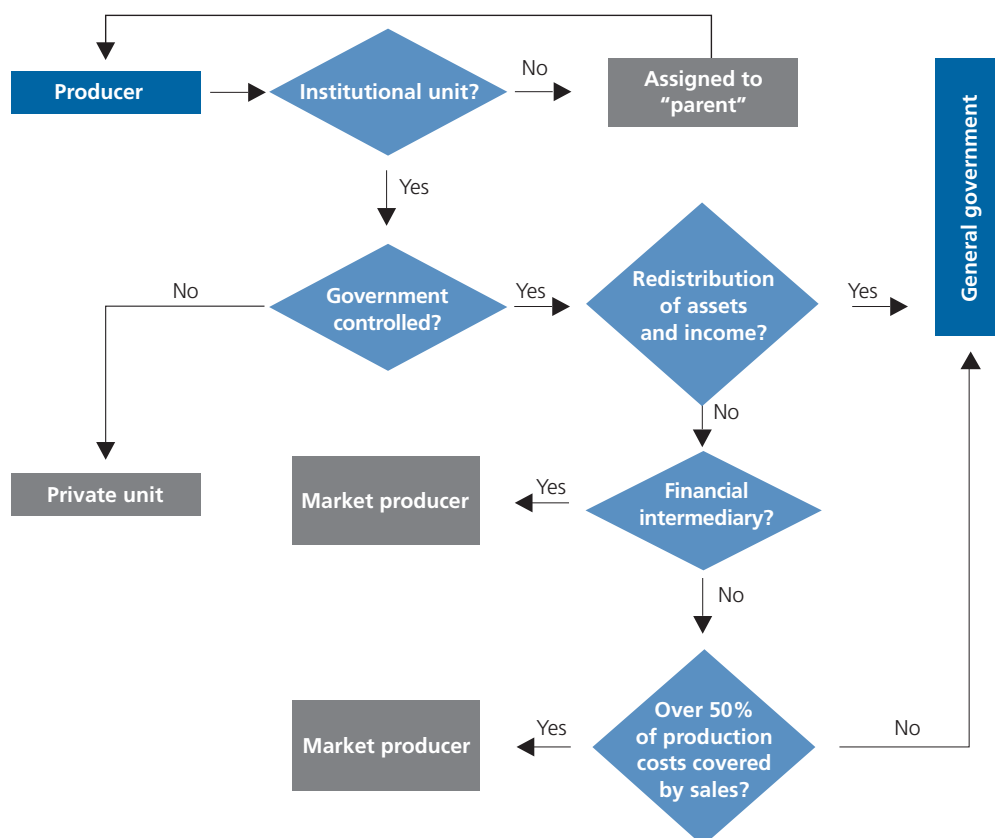 Producer
Institutional unit?
No
Assigned to
“parent”
Yes
General government
No
Government
controlled?
Yes
Redistribution
of assets
and income?
Yes
No
Private unit
Market producer
Yes
Financial
intermediary?
No
Market producer
Yes
Over 50%
of production
costs covered
by sales?
No